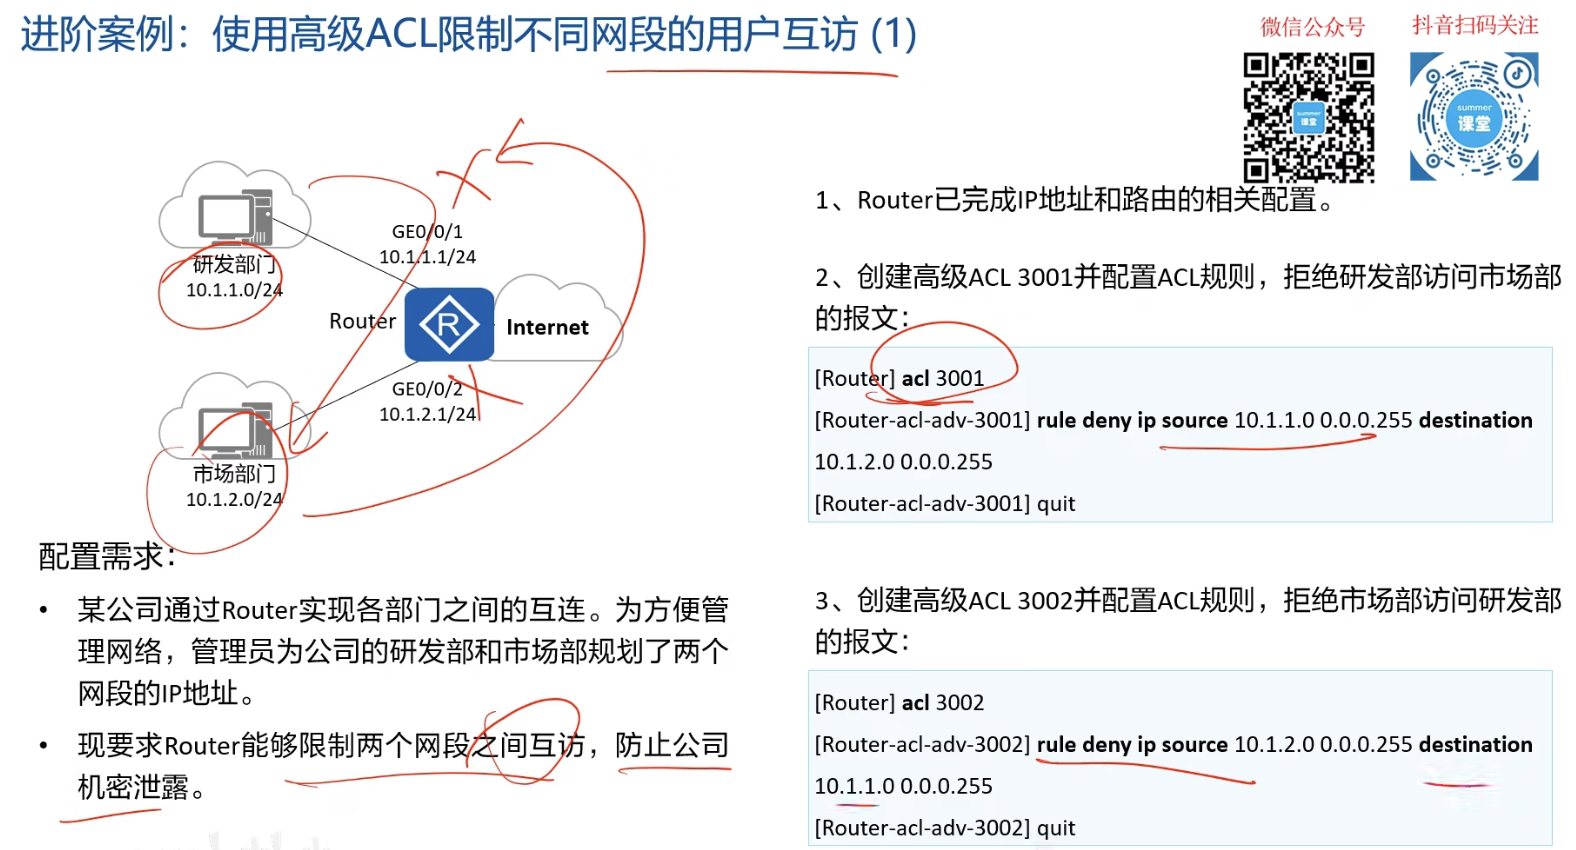 进阶案例：使用高级ACL限制不同网段的用户互访 (1)
微信公众号
抖音扫码关注
summer
课堂
summer
课堂
研发部门
10.1.1.0/24
GE0/0/1
10.1.1.1/24
Router
R
Internet
GE0/0/2
10.1.2.1/24
市场部门
10.1.2.0/24
配置需求：
• 某公司通过Router实现各部门之间的互连。为方便管
理网络，管理员为公司的研发部和市场部规划了两个
网段的IP地址。
• 现要求Router能够限制两个网段之间互访，防止公司
机密泄露。
1、Router已完成IP地址和路由的相关配置。
2、创建高级ACL 3001并配置ACL规则，拒绝研发部访问市场部
的报文：
[Router] acl 3001
[Router-acl-adv-3001] rule deny ip source 10.1.1.0 0.0.0.255 destination
10.1.2.0 0.0.0.255
[Router-acl-adv-3001] quit
3、创建高级ACL 3002并配置ACL规则，拒绝市场部访问研发部
的报文：
[Router] acl 3002
[Router-acl-adv-3002] rule deny ip source 10.1.2.0 0.0.0.255 destination
10.1.1.0 0.0.0.255
[Router-acl-adv-3002] quit